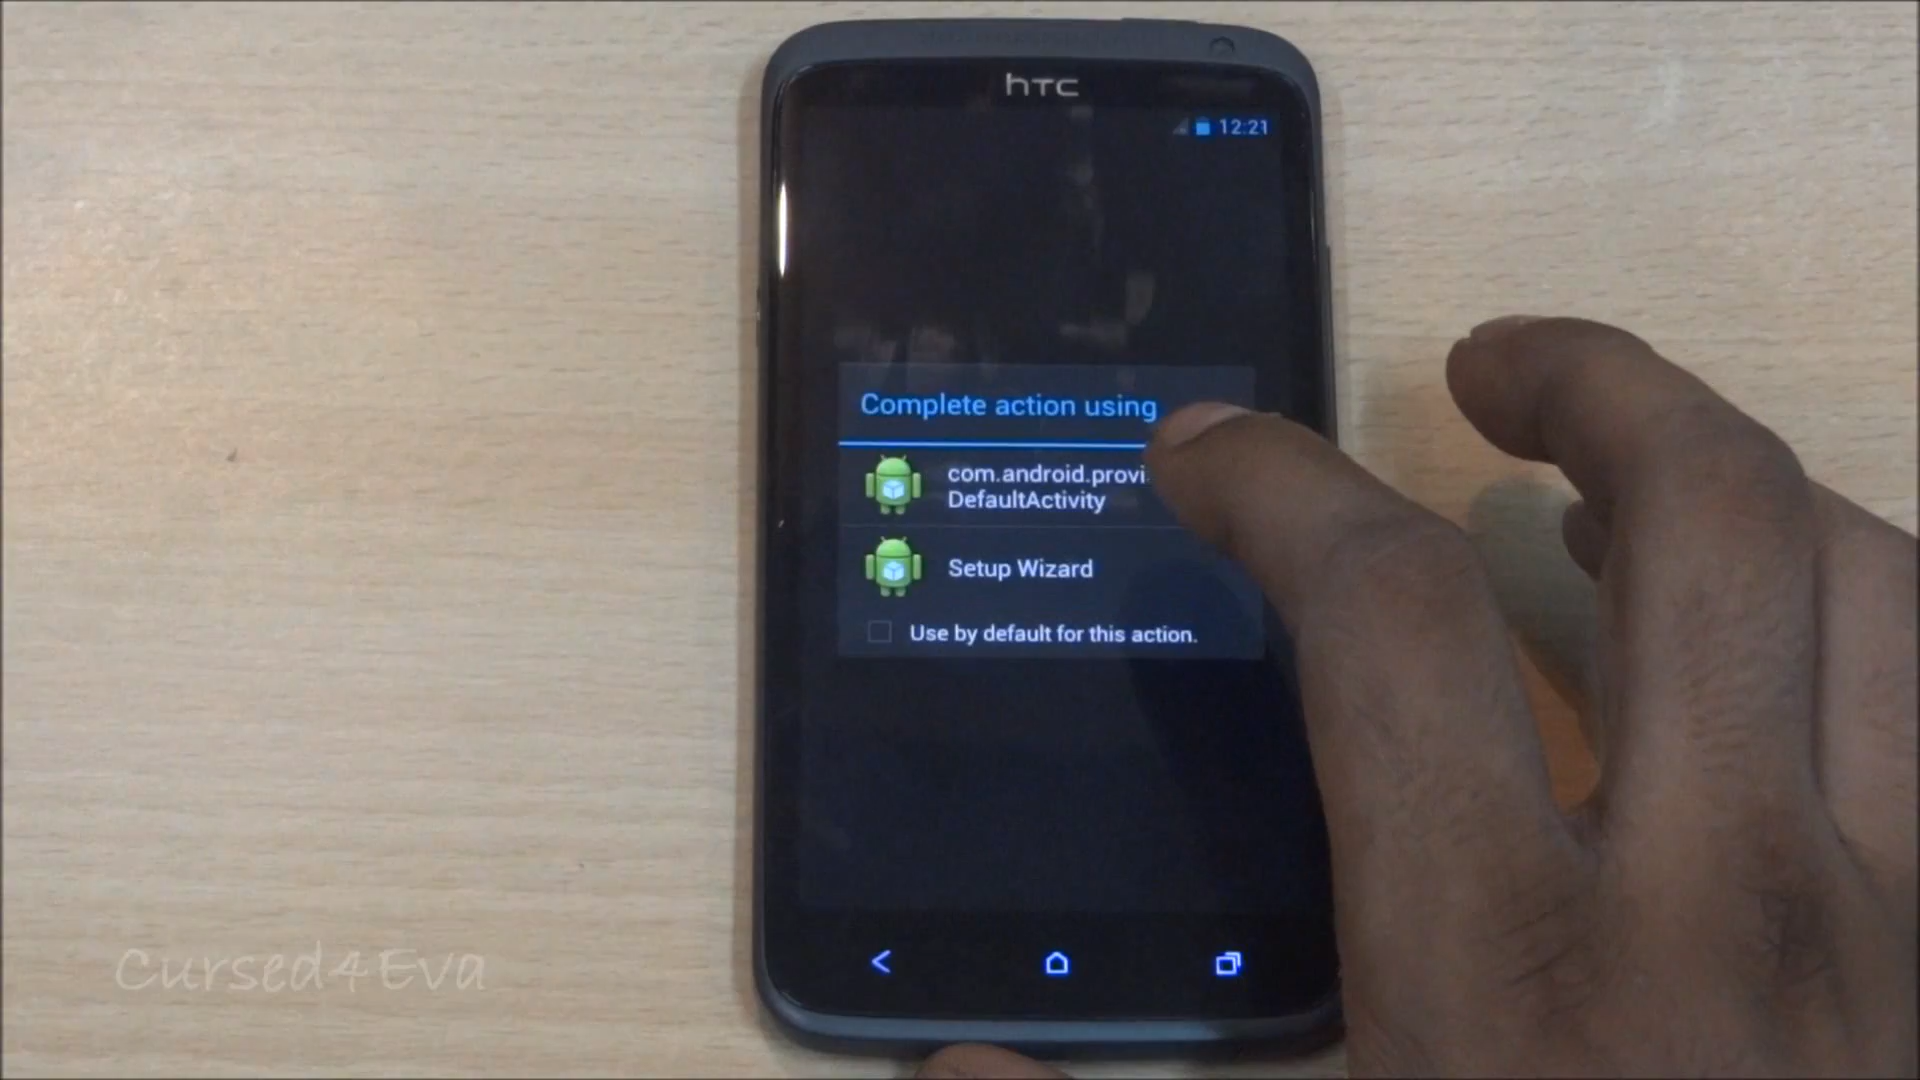 hTC
12:21
Complete action using
com.android.provi
DefaultActivity
Setup Wizard
Use by default for this action.
Cursed4Eva